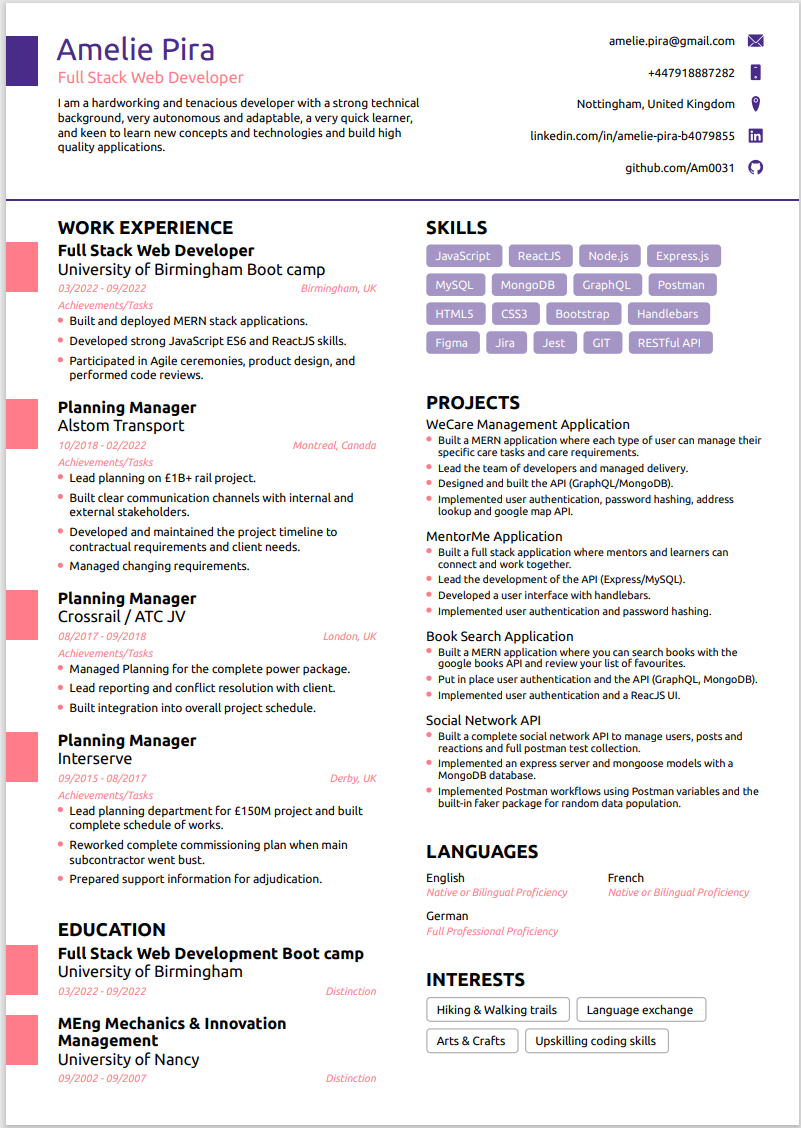 Amelie Pira
Full Stack Web Developer
I am a hardworking and tenacious developer with a strong technical
background, very autonomous and adaptable, a very quick learner,
and keen to learn new concepts and technologies and build high
quality applications.
amelie.pira@gmail.com
+447918887282
Nottingham, United Kingdom
linkedin.com/in/amelie-pira-b4079855
github.com/Am0031
WORK EXPERIENCE
Full Stack Web Developer
University of Birmingham Boot camp
03/2022 - 09/2022 Birmingham, UK
Achievements/Tasks
Built and deployed MERN stack applications.
Developed strong JavaScript ES6 and ReactJS skills.
Participated in Agile ceremonies, product design, and
performed code reviews.
Planning Manager
Alstom Transport
10/2018 - 02/2022 Montreal, Canada
Achievements/Tasks
Lead planning on £1B+ rail project.
Built clear communication channels with internal and
external stakeholders.
Developed and maintained the project timeline to
contractual requirements and client needs.
Managed changing requirements.
Planning Manager
Crossrail / ATC JV
08/2017 - 09/2018 London, UK
Achievements/Tasks
Managed Planning for the complete power package.
Lead reporting and conflict resolution with client.
Built integration into overall project schedule.
Planning Manager
Interserve
09/2015 - 08/2017 Derby, UK
Achievements/Tasks
Lead planning department for £150M project and built
complete schedule of works.
Reworked complete commissioning plan when main
subcontractor went bust.
Prepared support information for adjudication.
EDUCATION
Full Stack Web Development Boot camp
University of Birmingham
03/2022 - 09/2022 Distinction
MEng Mechanics & Innovation
Management
University of Nancy
09/2002 - 09/2007 Distinction
SKILLS
JavaScript ReactJS Node.js Express.js
MySQL MongoDB GraphQL Postman
HTML5 CSS3 Bootstrap Handlebars
Figma Jira Jest GIT RESTful API
PROJECTS
WeCare Management Application
Built a MERN application where each type of user can manage their
specific care tasks and care requirements.
Lead the team of developers and managed delivery.
Designed and built the API (GraphQL/MongoDB).
Implemented user authentication, password hashing, address
lookup and google map API.
MentorMe Application
Built a full stack application where mentors and learners can
connect and work together.
Lead the development of the API (Express/MySQL).
Developed a user interface with handlebars.
Implemented user authentication and password hashing.
Book Search Application
Built a MERN application where you can search books with the
google books API and review your list of favourites.
Put in place user authentication and the API (GraphQL, MongoDB).
Implemented user authentication and a ReacJS UI.
Social Network API
Built a complete social network API to manage users, posts and
reactions and full postman test collection.
Implemented an express server and mongoose models with a
MongoDB database.
Implemented Postman workflows using Postman variables and the
built-in faker package for random data population.
LANGUAGES
English French
Native or Bilingual Proficiency Native or Bilingual Proficiency
German
Full Professional Proficiency
INTERESTS
Hiking & Walking trails Language exchange
Arts & Crafts Upskilling coding skills